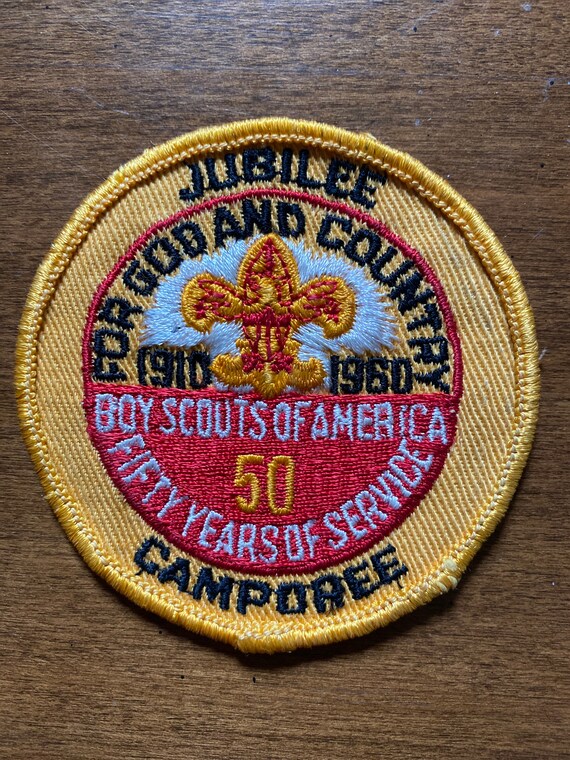 JUBILEE
FOR GOD AND COUNTRY
1910 1960
BOY SCOUTS OF AMERICA
50
FIFTY YEARS OF SERVICE
CAMPOREE